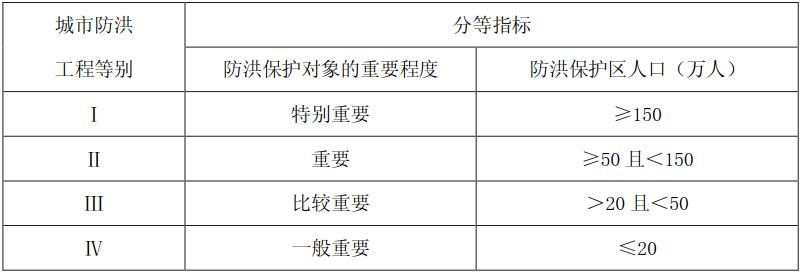 城市防洪
工程等别
分等指标
防洪保护对象的重要程度
防洪保护区人口（万人）
Ⅰ
特别重要
≥150
Ⅱ
重要
≥50 且＜150
Ⅲ
比较重要
>20 且＜50
Ⅳ
一般重要
≤20